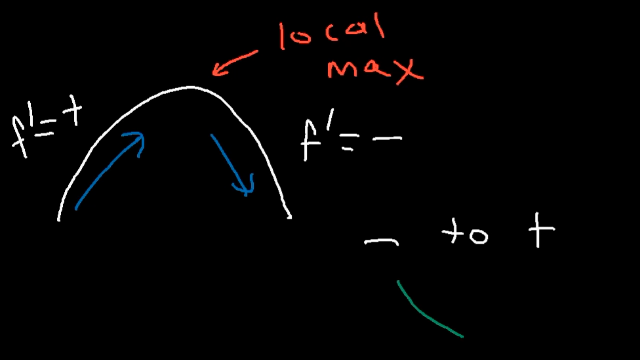 local
max
f' = +
f' = −
− to +